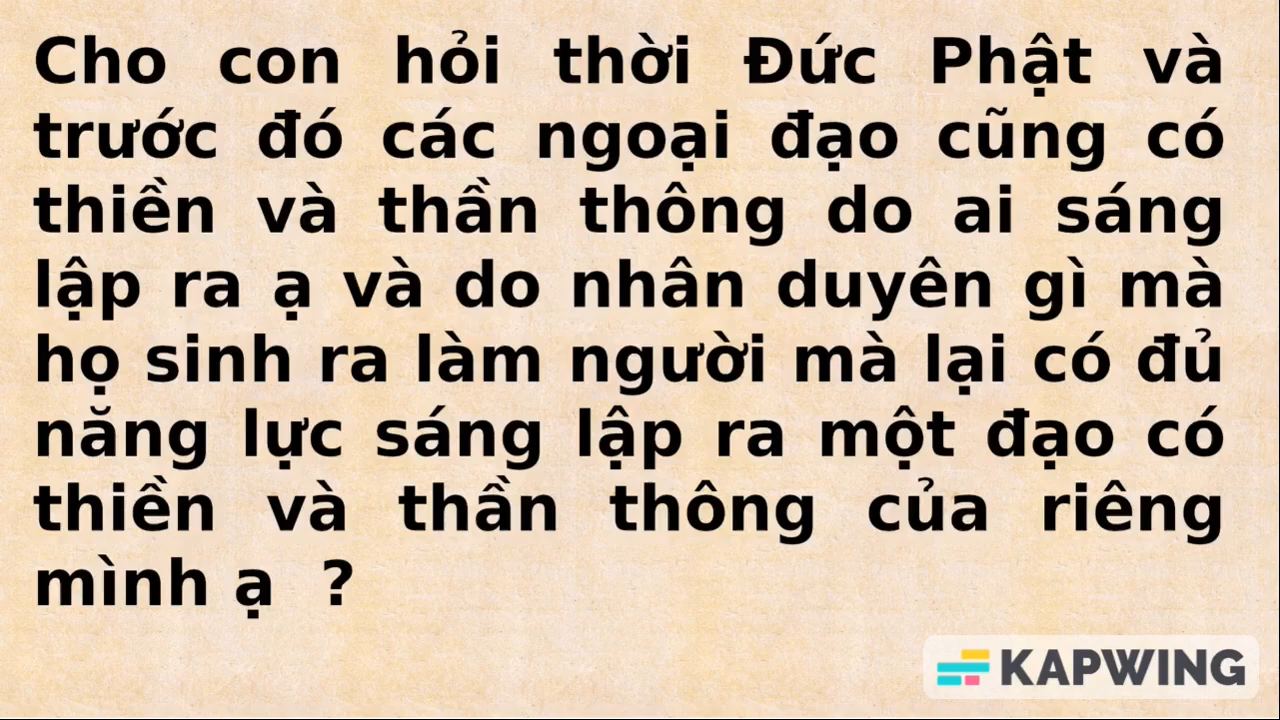 Cho con hỏi thời Đức Phật và
trước đó các ngoại đạo cũng có
thiền và thần thông do ai sáng
lập ra ạ và do nhân duyên gì mà
họ sinh ra làm người mà lại có đủ
năng lực sáng lập ra một đạo có
thiền và thần thông của riêng
mình ạ ?
KAPWING